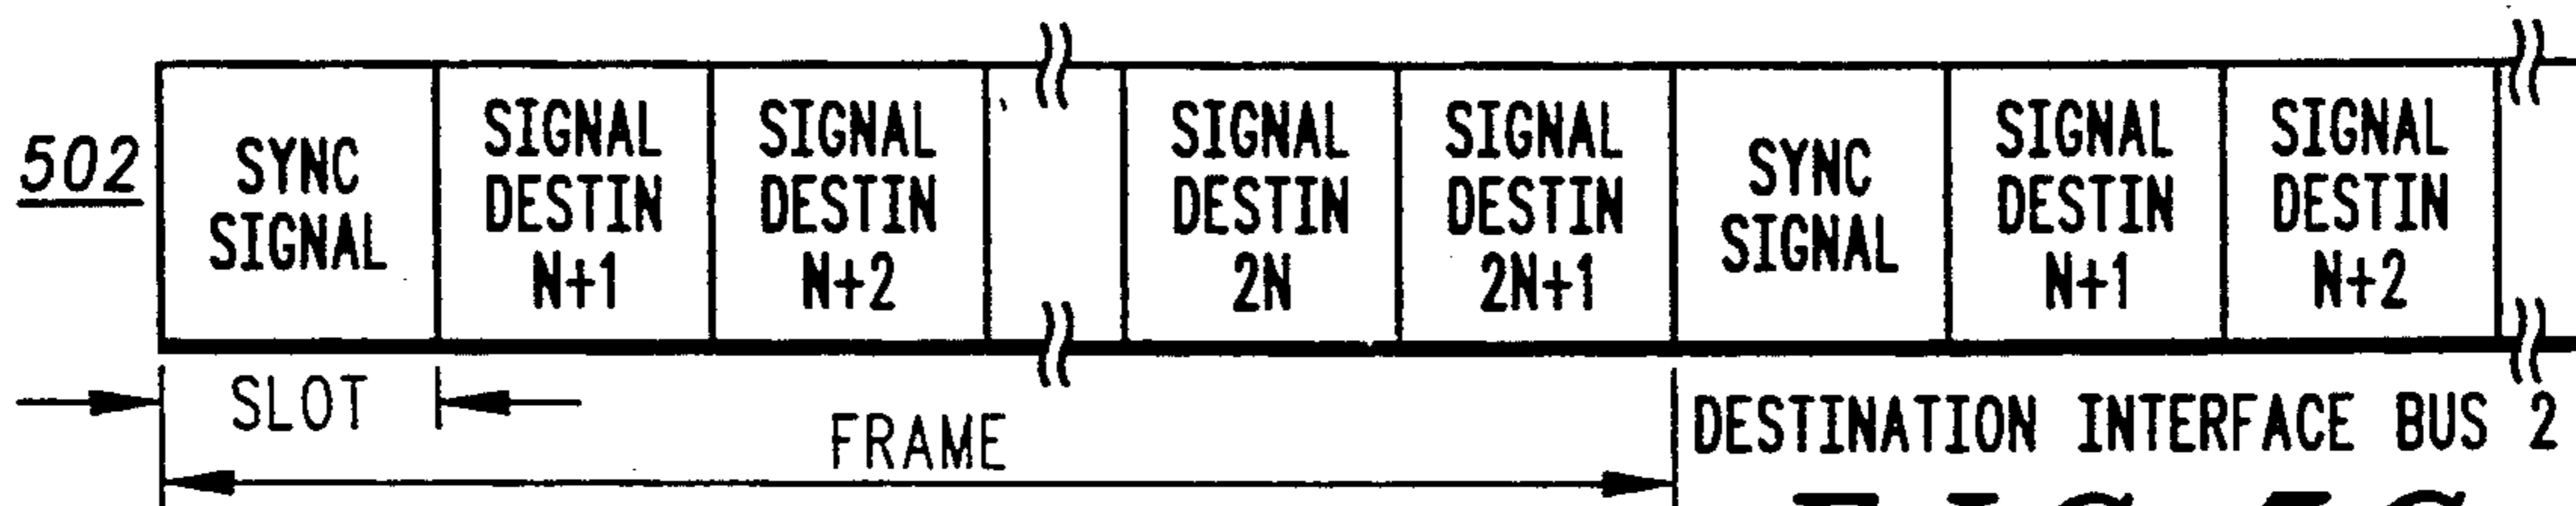 502
SYNC
SIGNAL
SIGNAL
DESTIN
N+1
SIGNAL
DESTIN
N+2
SIGNAL
DESTIN
2N
SIGNAL
DESTIN
2N+1
SYNC
SIGNAL
SIGNAL
DESTIN
N+1
SIGNAL
DESTIN
N+2
SLOT
FRAME
DESTINATION INTERFACE BUS 2